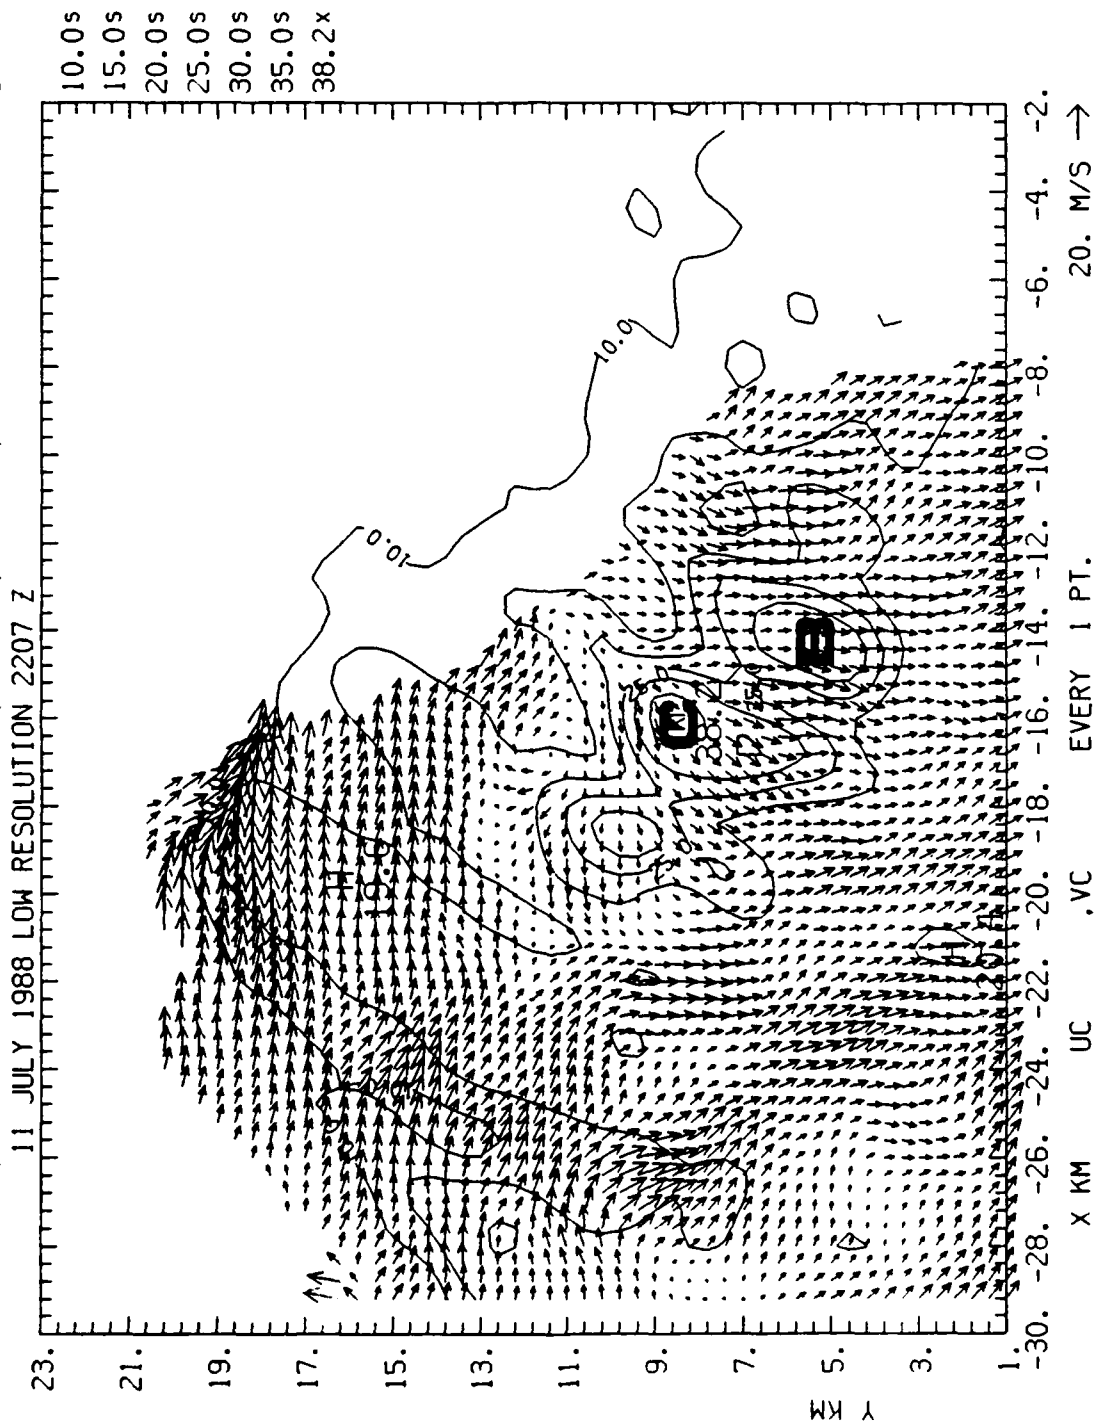 11 JULY 1988 LOW RESOLUTION 2207 Z
10.0s
15.0s
20.0s
25.0s
30.0s
35.0s
38.2x
23.
21.
19.
17.
15.
13.
11.
9.
7.
5.
3.
1.
Y KM
-30.
-28.
-26.
-24.
-22.
-20.
-18.
-16.
-14.
-12.
-10.
-8.
-6.
-4.
-2.
X KM
UC
,VC
EVERY 1 PT.
20. M/S →
10.0
10.0
H
C
B
H